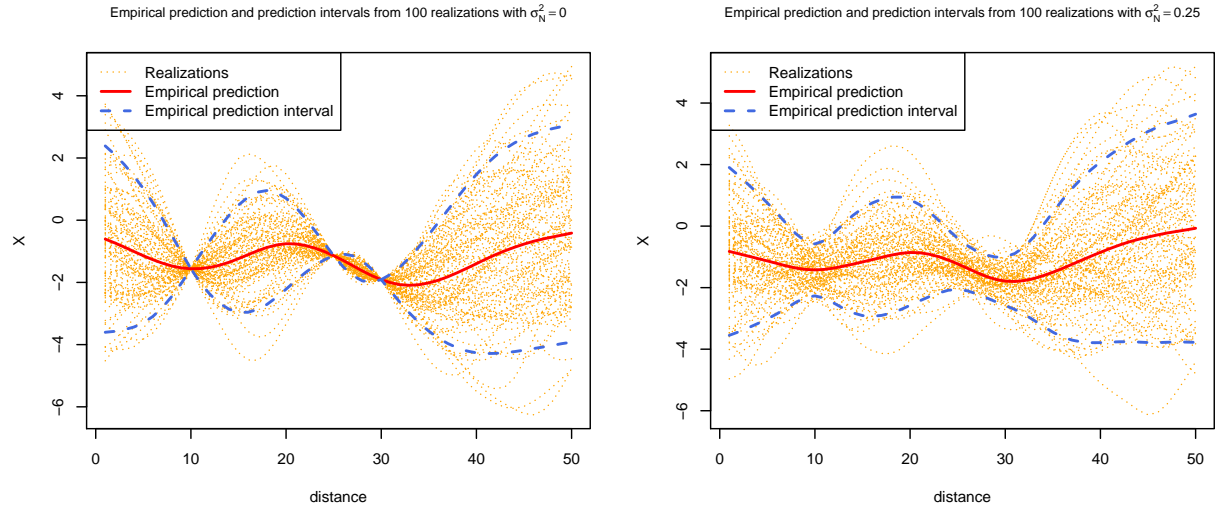 Empirical prediction and prediction intervals from 100 realizations with σ²_N = 0
Realizations
Empirical prediction
Empirical prediction interval
X
4
2
0
−2
−4
−6
0 10 20 30 40 50
distance
Empirical prediction and prediction intervals from 100 realizations with σ²_N = 0.25
Realizations
Empirical prediction
Empirical prediction interval
X
4
2
0
−2
−4
−6
0 10 20 30 40 50
distance